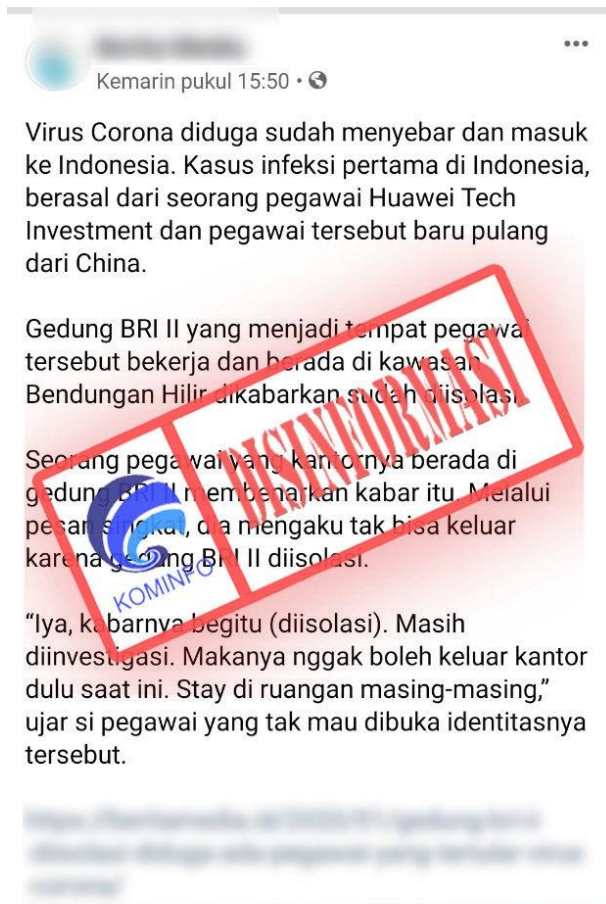 Kemarin pukul 15:50 •
Virus Corona diduga sudah menyebar dan masuk
ke Indonesia. Kasus infeksi pertama di Indonesia,
berasal dari seorang pegawai Huawei Tech
Investment dan pegawai tersebut baru pulang
dari China.
Gedung BRI II yang menjadi tempat pegawai
tersebut bekerja dan berada di kawasan
Bendungan Hilir dikabarkan sudah diisolasi.
Seorang pegawai yang kantornya berada di
gedung BRI II membenarkan kabar itu. Melalui
pesan singkat, dia mengaku tak bisa keluar
karena gedung BRI II diisolasi.
“Iya, kabarnya begitu (diisolasi). Masih
diinvestigasi. Makanya nggak boleh keluar kantor
dulu saat ini. Stay di ruangan masing-masing,”
ujar si pegawai yang tak mau dibuka identitasnya
tersebut.
DISINFORMASI
KOMINFO